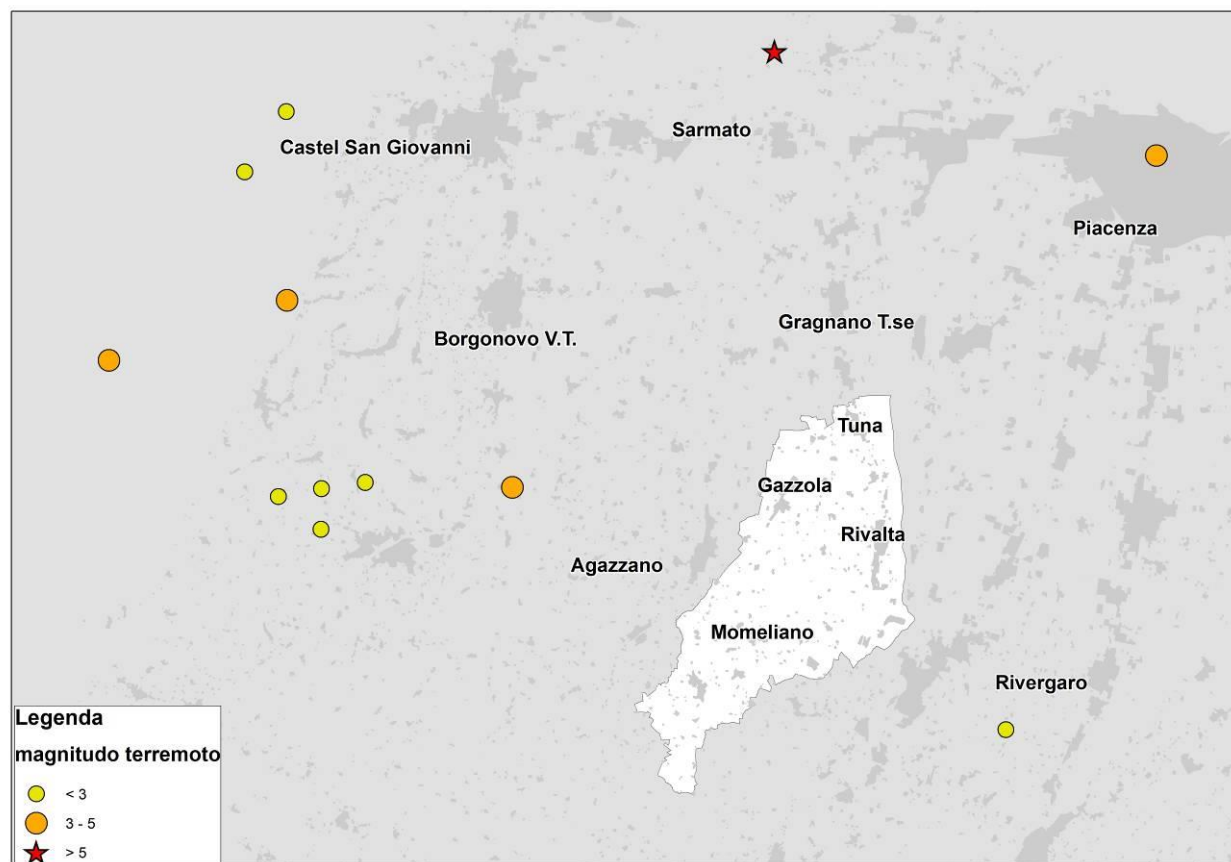 Sarmato
Castel San Giovanni
Piacenza
Gragnano T.se
Borgonovo V.T.
Tuna
Gazzola
Rivalta
Agazzano
Momeliano
Rivergaro
Legenda
magnitudo terremoto
< 3
3 - 5
> 5